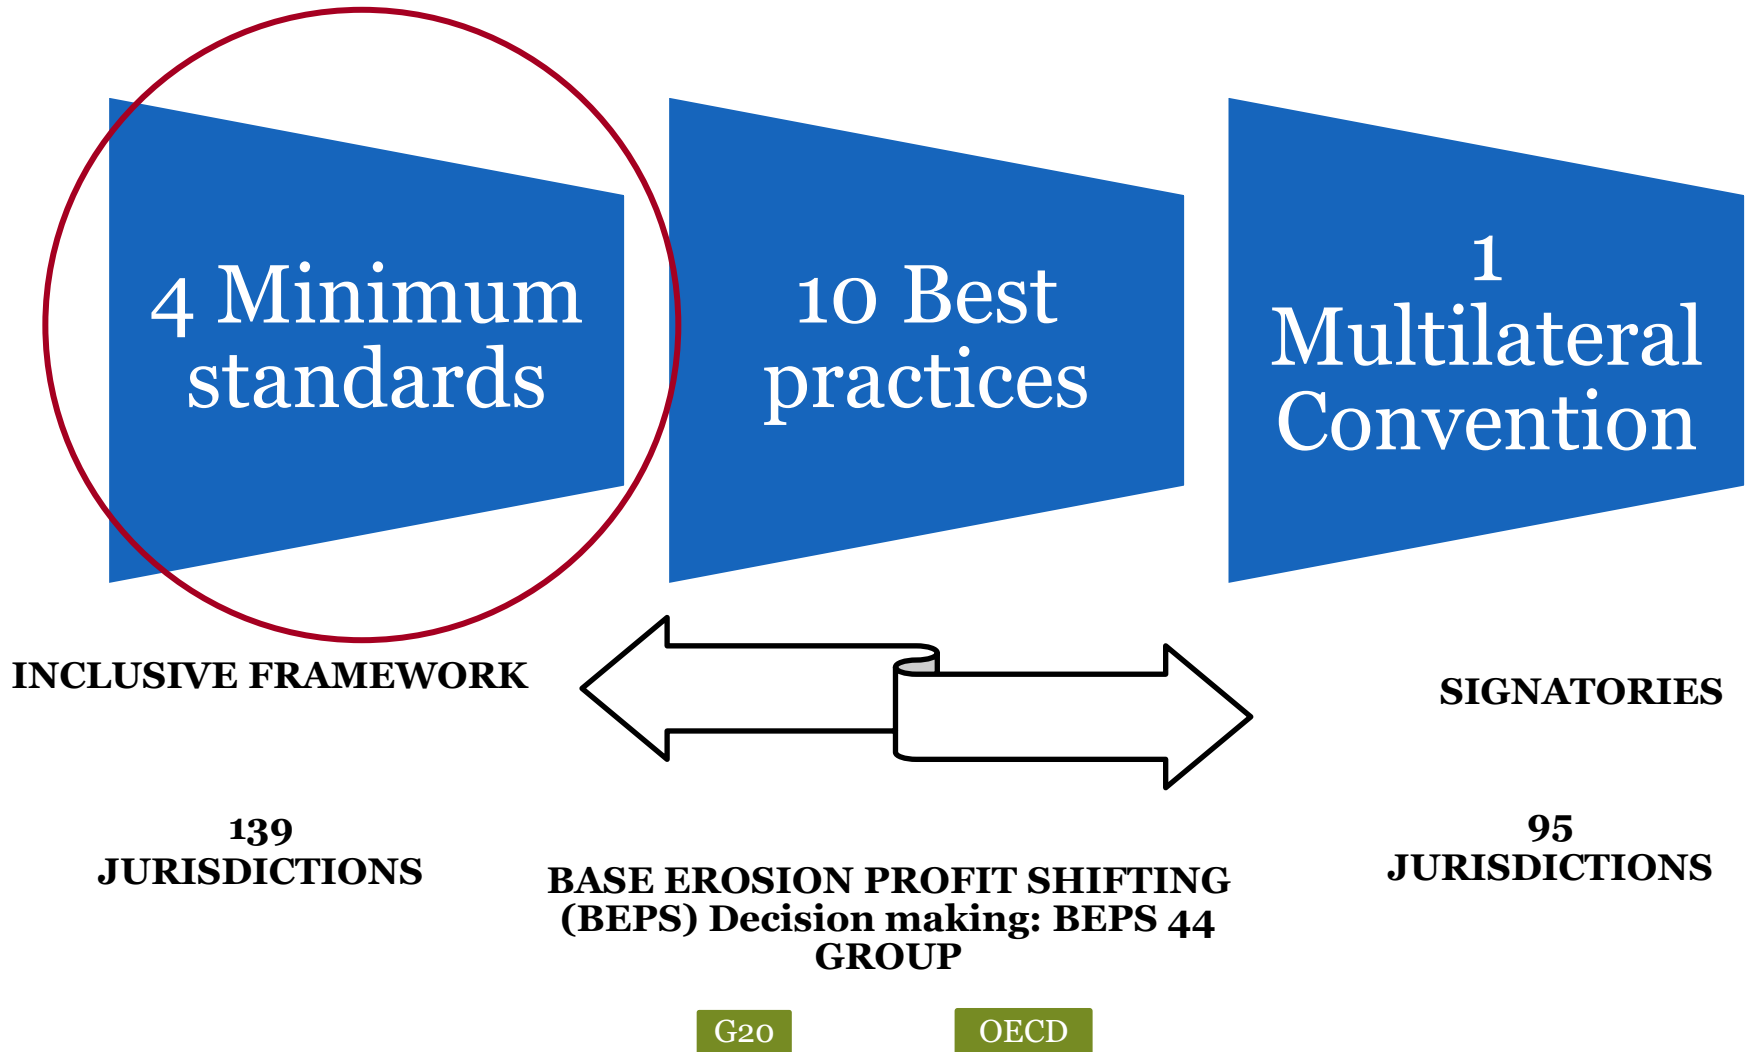 4 Minimum
standards
10 Best
practices
1
Multilateral
Convention
INCLUSIVE FRAMEWORK
SIGNATORIES
139
JURISDICTIONS
95
JURISDICTIONS
BASE EROSION PROFIT SHIFTING
(BEPS) Decision making: BEPS 44
GROUP
G20
OECD